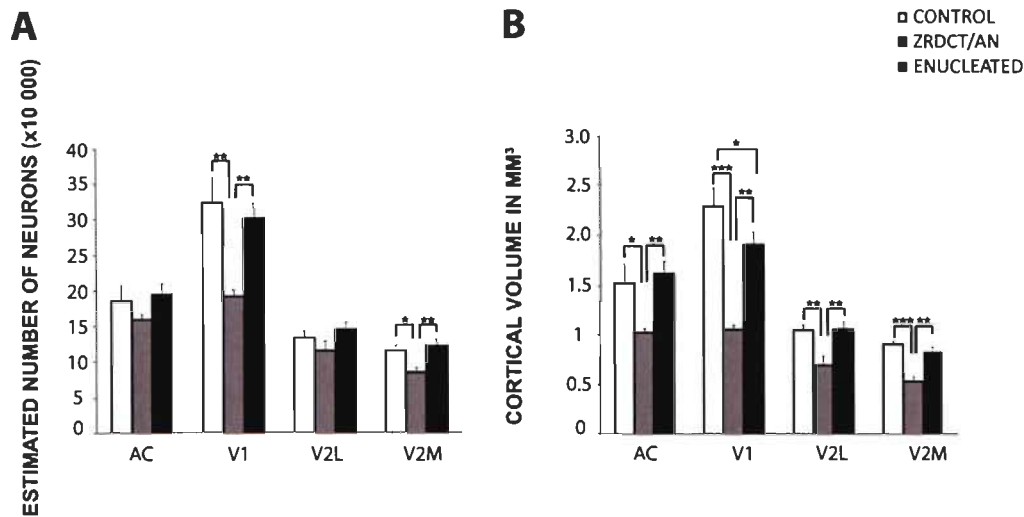 A
B
CONTROL
ZRDCT/AN
ENUCLEATED
ESTIMATED NUMBER OF NEURONS (x10 000)
40
35
30
25
20
15
10
5
0
** ** * **
AC V1 V2L V2M
CORTICAL VOLUME IN MM³
3.0
2.5
2.0
1.5
1
0.5
0
*
***
**
* **
** **
*** **
AC V1 V2L V2M